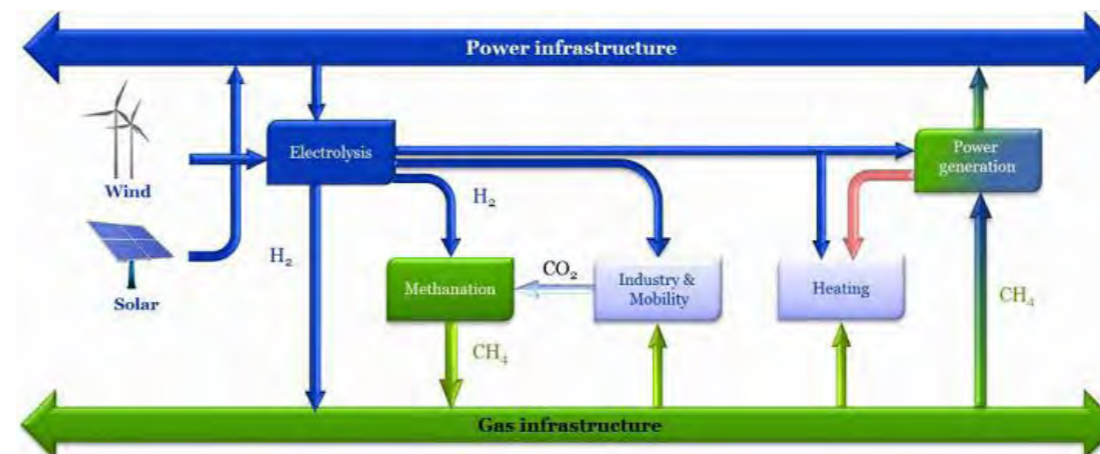 Power infrastructure
Electrolysis
Power
generation
Wind
H₂
H₂
Solar
Methanation
CO₂
Industry &
Mobility
Heating
CH₄
CH₄
Gas infrastructure